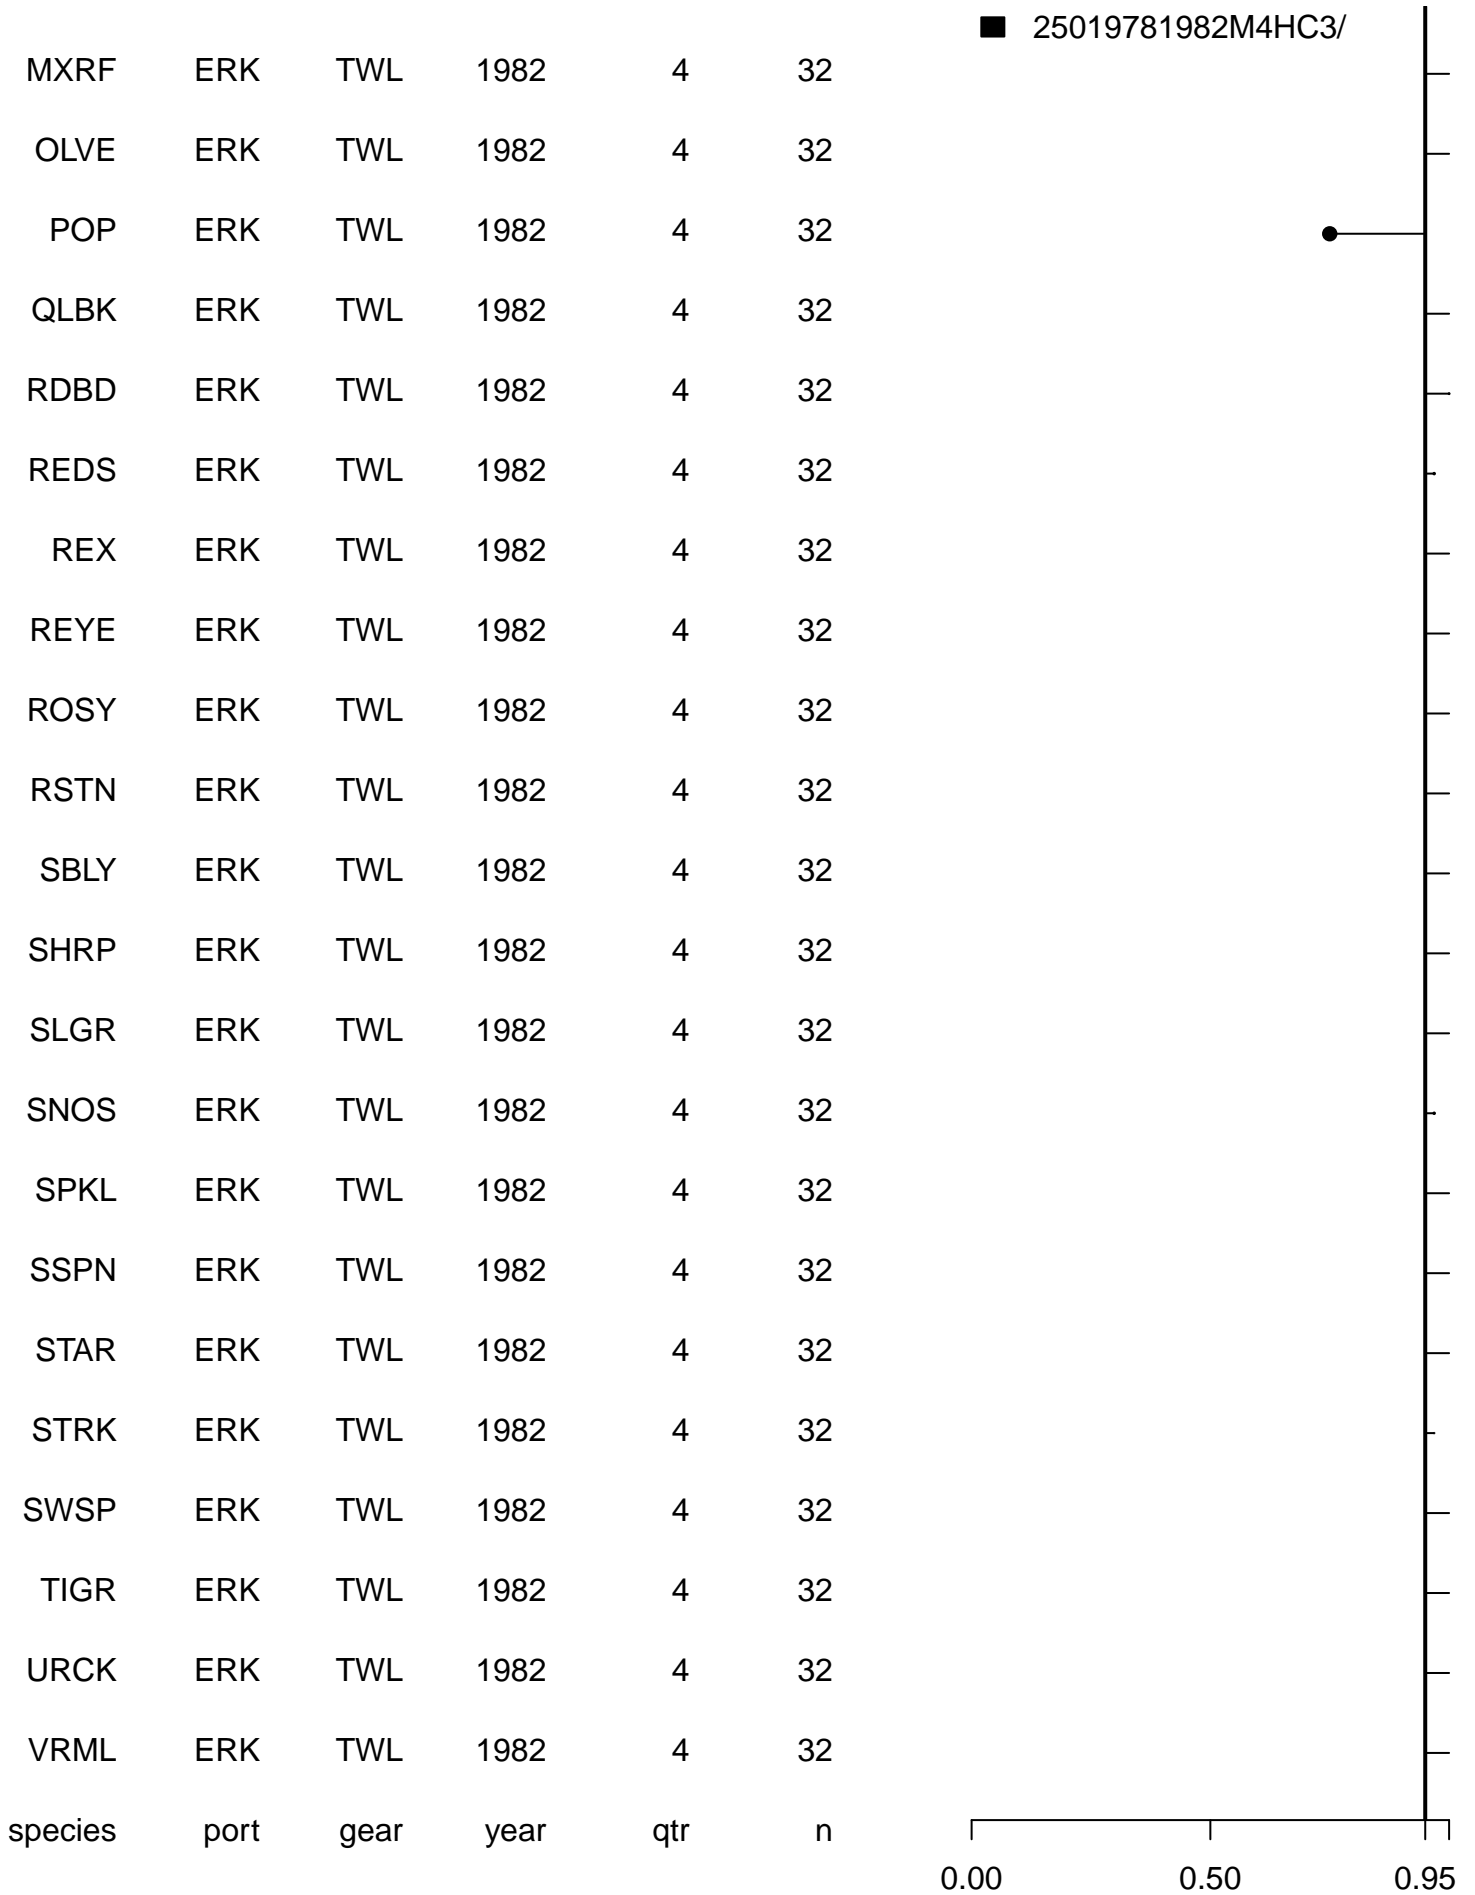 25019781982M4HC3/
MXRF ERK TWL 1982 4 32
OLVE ERK TWL 1982 4 32
POP ERK TWL 1982 4 32
QLBK ERK TWL 1982 4 32
RDBD ERK TWL 1982 4 32
REDS ERK TWL 1982 4 32
REX ERK TWL 1982 4 32
REYE ERK TWL 1982 4 32
ROSY ERK TWL 1982 4 32
RSTN ERK TWL 1982 4 32
SBLY ERK TWL 1982 4 32
SHRP ERK TWL 1982 4 32
SLGR ERK TWL 1982 4 32
SNOS ERK TWL 1982 4 32
SPKL ERK TWL 1982 4 32
SSPN ERK TWL 1982 4 32
STAR ERK TWL 1982 4 32
STRK ERK TWL 1982 4 32
SWSP ERK TWL 1982 4 32
TIGR ERK TWL 1982 4 32
URCK ERK TWL 1982 4 32
VRML ERK TWL 1982 4 32
species port gear year qtr n
0.00 0.50 0.95